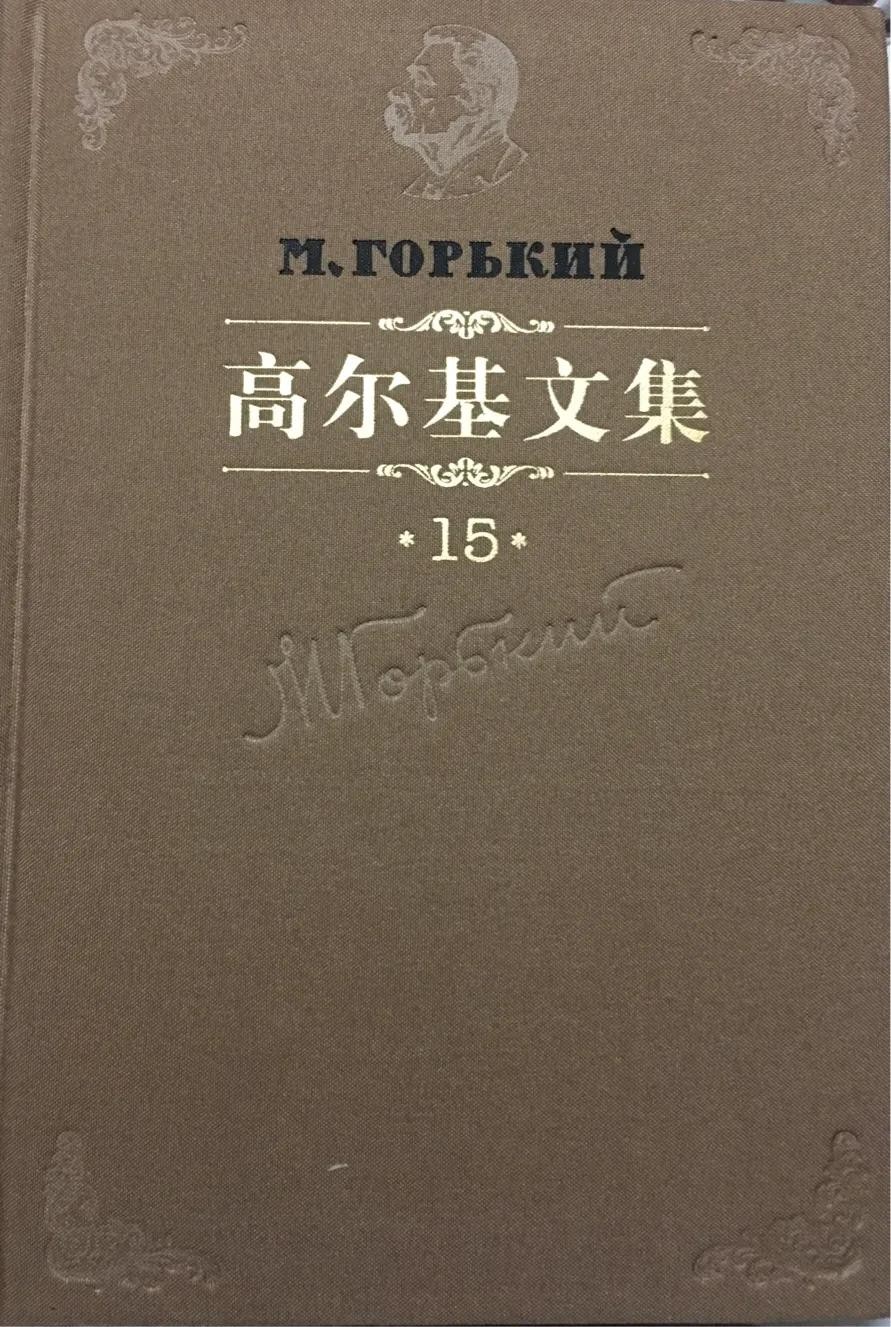 М.ГОРЬКИЙ
高尔基文集
*15*
М Горький